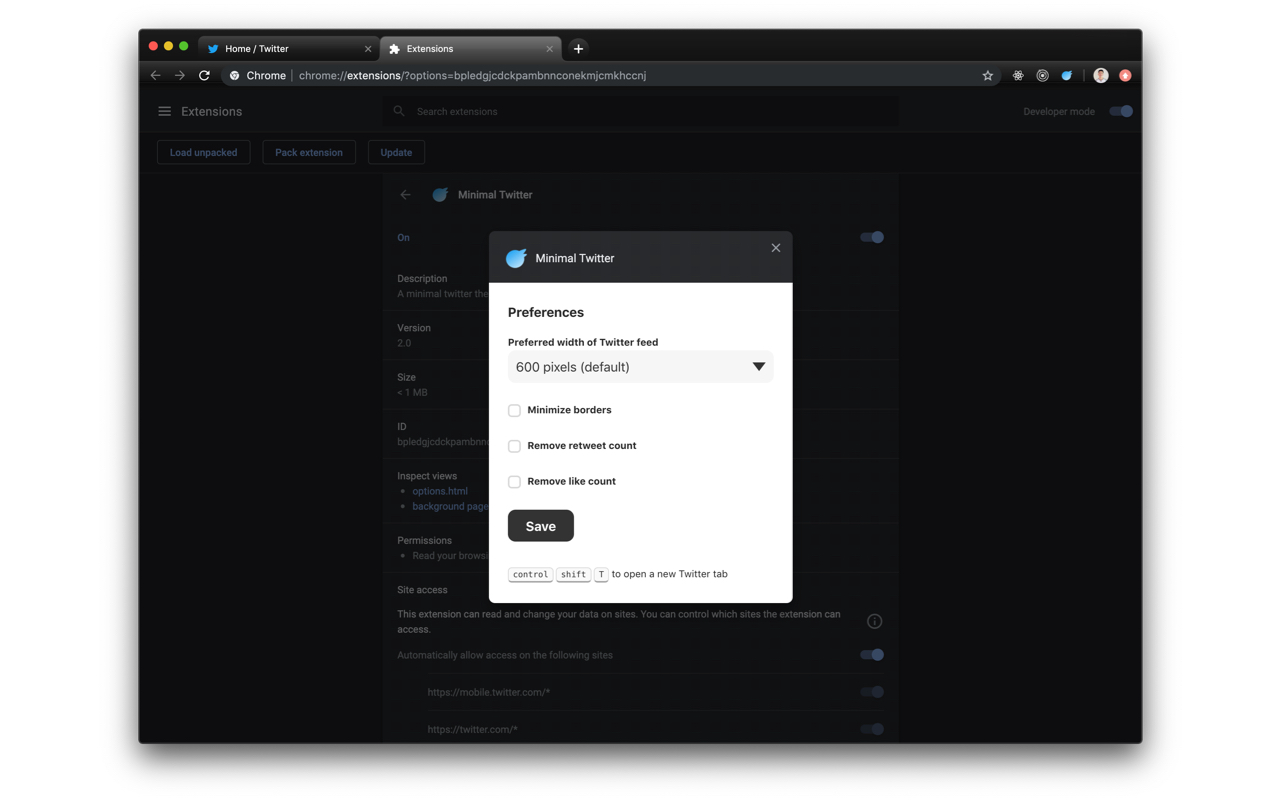 Home / Twitter
Extensions
Chrome
chrome://extensions/?options=bpledgjcdckpambnnconekmjcmkhccnj
Extensions
Search extensions
Developer mode
Load unpacked
Pack extension
Update
Minimal Twitter
On
Description
A minimal twitter the
Version
2.0
Size
< 1 MB
ID
bpledgjcdckpambnn
Inspect views
options.html
background page
Permissions
Read your browsi
Site access
This extension can read and change your data on sites. You can control which sites the extension can
access.
Automatically allow access on the following sites
https://mobile.twitter.com/*
https://twitter.com/*
Minimal Twitter
Preferences
Preferred width of Twitter feed
600 pixels (default)
Minimize borders
Remove retweet count
Remove like count
Save
control shift T to open a new Twitter tab